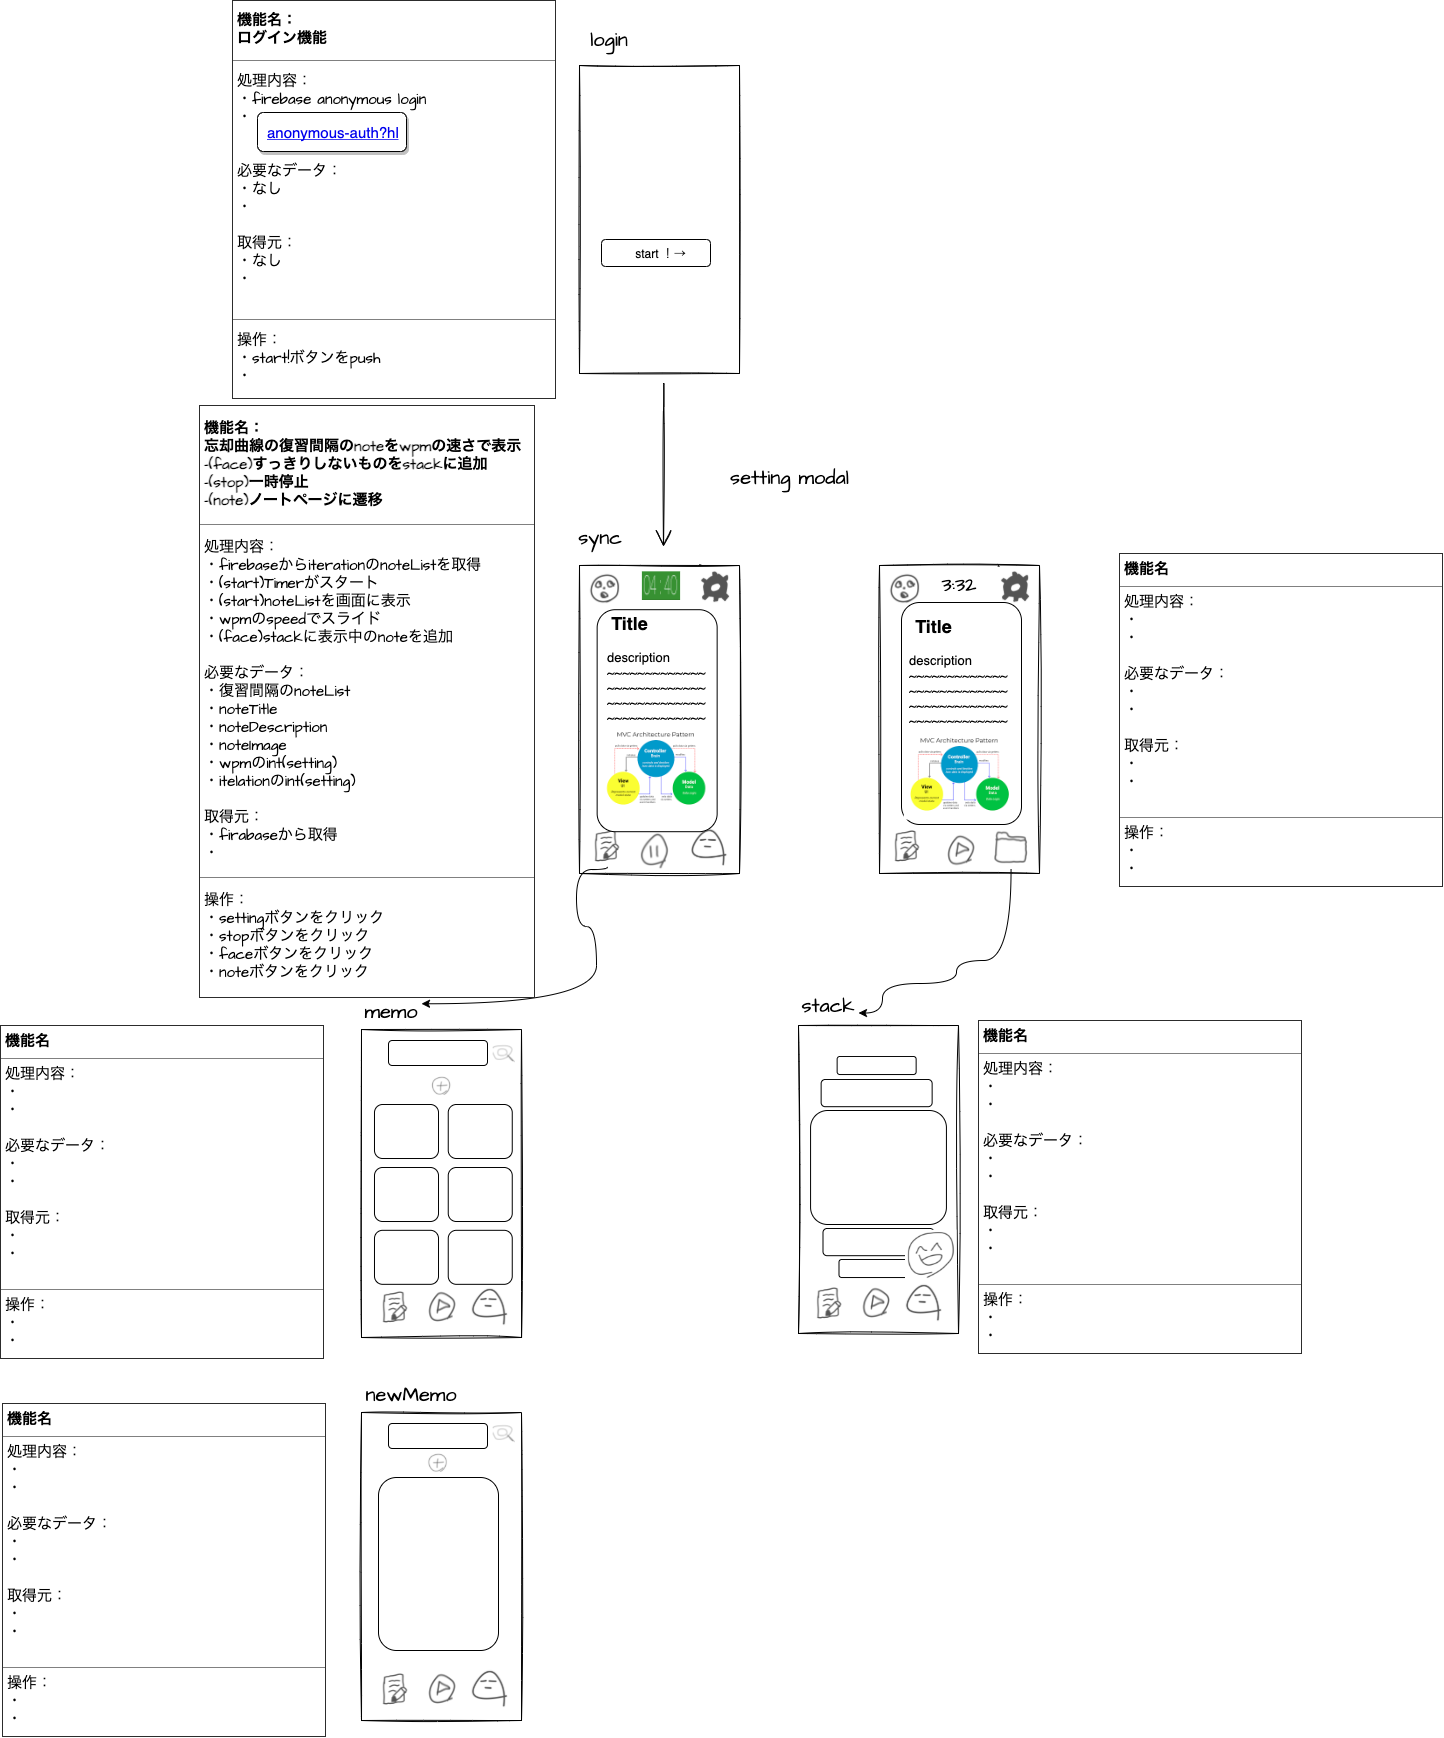 機能名：
ログイン機能
処理内容：
・firebase anonymous login
・
anonymous-auth?hl
必要なデータ：
・なし
・
取得元：
・なし
・
操作：
・start!ボタンをpush
・
login
start ！→
機能名：
忘却曲線の復習間隔のnoteをwpmの速さで表示
-(face)すっきりしないものをstackに追加
-(stop)一時停止
-(note)ノートページに遷移
処理内容：
・firebaseからiterationのnoteListを取得
・(start)Timerがスタート
・(start)noteListを画面に表示
・wpmのspeedでスライド
・(face)stackに表示中のnoteを追加
必要なデータ：
・復習間隔のnoteList
・noteTitle
・noteDescription
・noteImage
・wpmのint(setting)
・itelationのint(setting)
取得元：
・firabaseから取得
・
操作：
・settingボタンをクリック
・stopボタンをクリック
・faceボタンをクリック
・noteボタンをクリック
setting modal
sync
04:40
Title
description
~~~~~~~~~~~~~~
~~~~~~~~~~~~~~
~~~~~~~~~~~~~~
~~~~~~~~~~~~~~
MVC Architecture Pattern
Controller
Brain
View
UI
Model
Data
3:32
Title
description
~~~~~~~~~~~~~~
~~~~~~~~~~~~~~
~~~~~~~~~~~~~~
~~~~~~~~~~~~~~
MVC Architecture Pattern
Controller
Brain
View
UI
Model
Data
機能名
処理内容：
・
・
必要なデータ：
・
・
取得元：
・
・
操作：
・
・
memo
機能名
処理内容：
・
・
必要なデータ：
・
・
取得元：
・
・
操作：
・
・
stack
機能名
処理内容：
・
・
必要なデータ：
・
・
取得元：
・
・
操作：
・
・
newMemo
機能名
処理内容：
・
・
必要なデータ：
・
・
取得元：
・
・
操作：
・
・